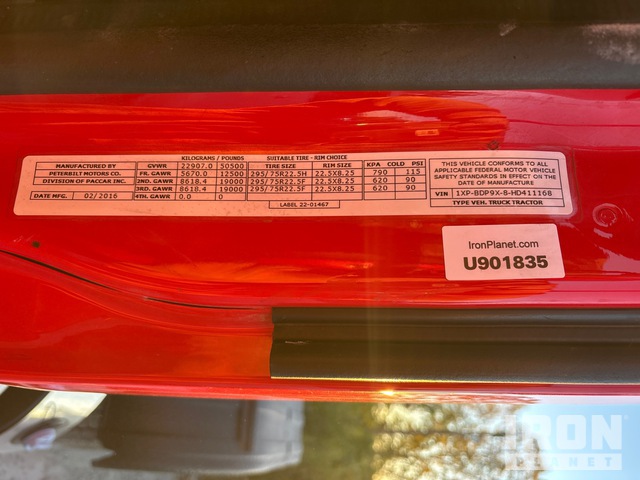 KILOGRAMS / POUNDS SUITABLE TIRE - RIM CHOICE
MANUFACTURED BY GVWR 22907.0 50500 TIRE SIZE RIM SIZE KPA COLD PSI
PETERBILT MOTORS CO. FR. GAWR 5670.0 12500 295/75R22.5H 22.5X8.25 790 115
DIVISION OF PACCAR INC. 2ND. GAWR 8618.4 19000 295/75R22.5F 22.5X8.25 620 90
3RD. GAWR 8618.4 19000 295/75R22.5F 22.5X8.25 620 90
DATE MFD. 02/2016 4TH. GAWR 0.0 0
LABEL 22-01467
THIS VEHICLE CONFORMS TO ALL
APPLICABLE FEDERAL MOTOR VEHICLE
SAFETY STANDARDS IN EFFECT ON THE
DATE OF MANUFACTURE
VIN 1XP-BDP9X-8-HD411168
TYPE VEH. TRUCK TRACTOR
IronPlanet.com
U901835
IRON
PLANET